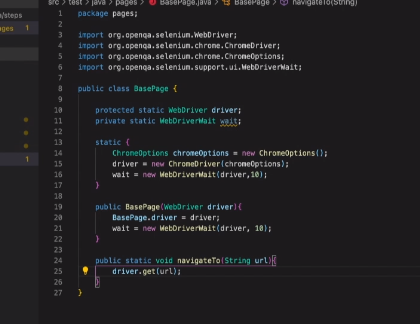 src > test > java > pages > BasePage.java > BasePage > navigateTo(String)
/steps
ages 1
1
1 package pages;
2
3 import org.openqa.selenium.WebDriver;
4 import org.openqa.selenium.chrome.ChromeDriver;
5 import org.openqa.selenium.chrome.ChromeOptions;
6 import org.openqa.selenium.support.ui.WebDriverWait;
7
8 public class BasePage {
9
10 protected static WebDriver driver;
11 private static WebDriverWait wait;
12
13 static {
14 ChromeOptions chromeOptions = new ChromeOptions();
15 driver = new ChromeDriver(chromeOptions);
16 wait = new WebDriverWait(driver,10);
17 }
18
19 public BasePage(WebDriver driver){
20 BasePage.driver = driver;
21 wait = new WebDriverWait(driver, 10);
22 }
23
24 public static void navigateTo(String url){
25 driver.get(url);
26 }
27 }